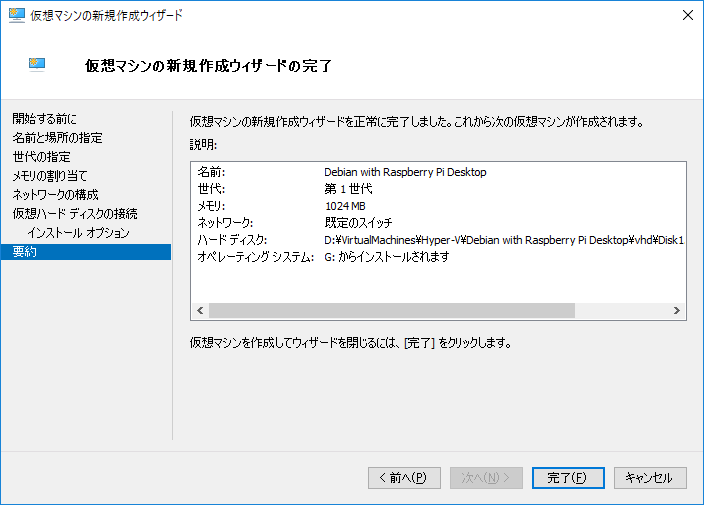 仮想マシンの新規作成ウィザード
仮想マシンの新規作成ウィザードの完了
開始する前に
名前と場所の指定
世代の指定
メモリの割り当て
ネットワークの構成
仮想ハード ディスクの接続
インストール オプション
要約
仮想マシンの新規作成ウィザードを正常に完了しました。これから次の仮想マシンが作成されます。
説明:
名前: Debian with Raspberry Pi Desktop
世代: 第 1 世代
メモリ: 1024 MB
ネットワーク: 既定のスイッチ
ハード ディスク: D:¥VirtualMachines¥Hyper-V¥Debian with Raspberry Pi Desktop¥vhd¥Disk1
オペレーティング システム: G: からインストールされます
仮想マシンを作成してウィザードを閉じるには、[完了] をクリックします。
< 前へ(P) 次へ(N) > 完了(F) キャンセル